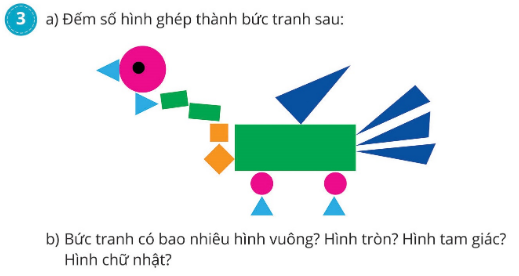 3 a) Đếm số hình ghép thành bức tranh sau:
b) Bức tranh có bao nhiêu hình vuông? Hình tròn? Hình tam giác?
Hình chữ nhật?